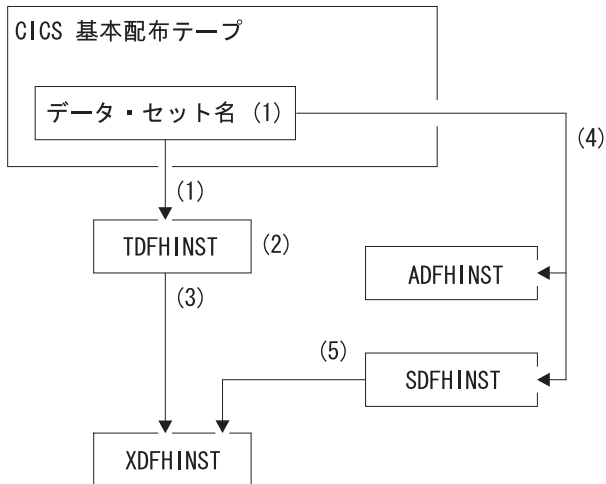 CICS 基本配布テープ
データ・セット名 (1)
(4)
(1)
TDFHINST
(2)
ADFHINST
(3)
(5)
SDFHINST
XDFHINST